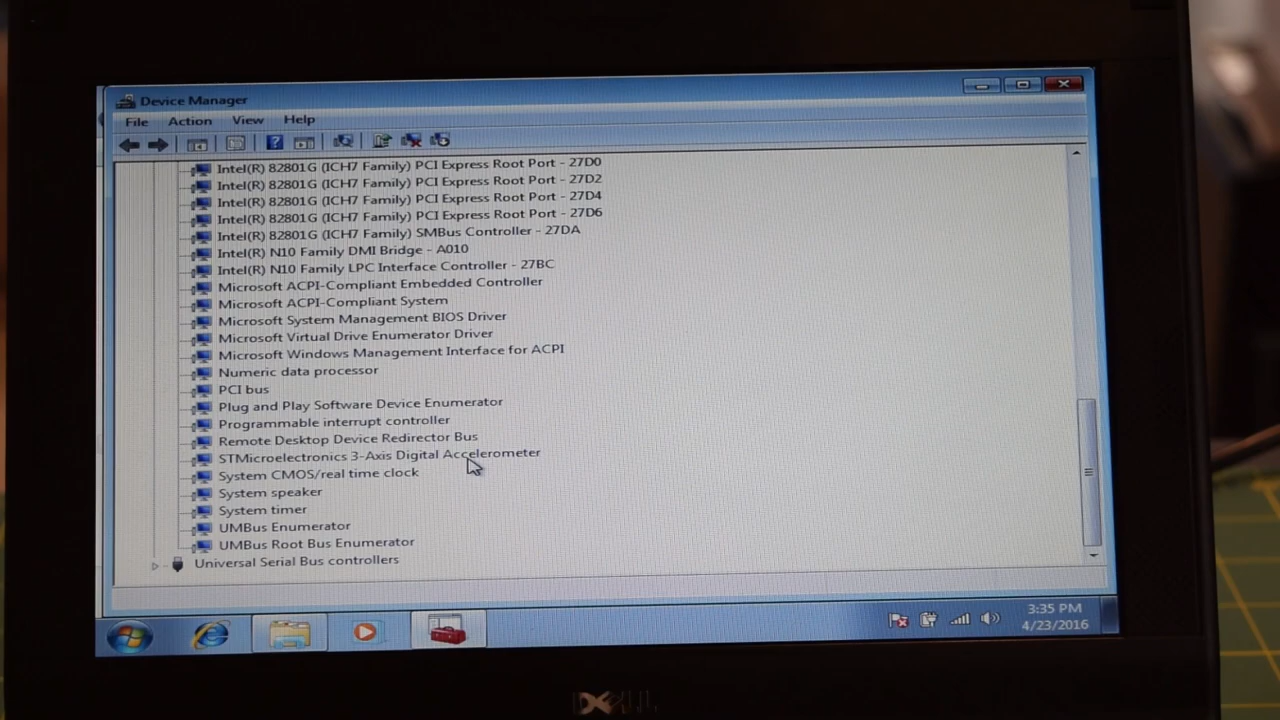 Device Manager
File Action View Help
Intel(R) 82801G (ICH7 Family) PCI Express Root Port - 27D0
Intel(R) 82801G (ICH7 Family) PCI Express Root Port - 27D2
Intel(R) 82801G (ICH7 Family) PCI Express Root Port - 27D4
Intel(R) 82801G (ICH7 Family) PCI Express Root Port - 27D6
Intel(R) 82801G (ICH7 Family) SMBus Controller - 27DA
Intel(R) N10 Family DMI Bridge - A010
Intel(R) N10 Family LPC Interface Controller - 27BC
Microsoft ACPI-Compliant Embedded Controller
Microsoft ACPI-Compliant System
Microsoft System Management BIOS Driver
Microsoft Virtual Drive Enumerator Driver
Microsoft Windows Management Interface for ACPI
Numeric data processor
PCI bus
Plug and Play Software Device Enumerator
Programmable interrupt controller
Remote Desktop Device Redirector Bus
STMicroelectronics 3-Axis Digital Accelerometer
System CMOS/real time clock
System speaker
System timer
UMBus Enumerator
UMBus Root Bus Enumerator
Universal Serial Bus controllers
3:35 PM
4/23/2016
DELL